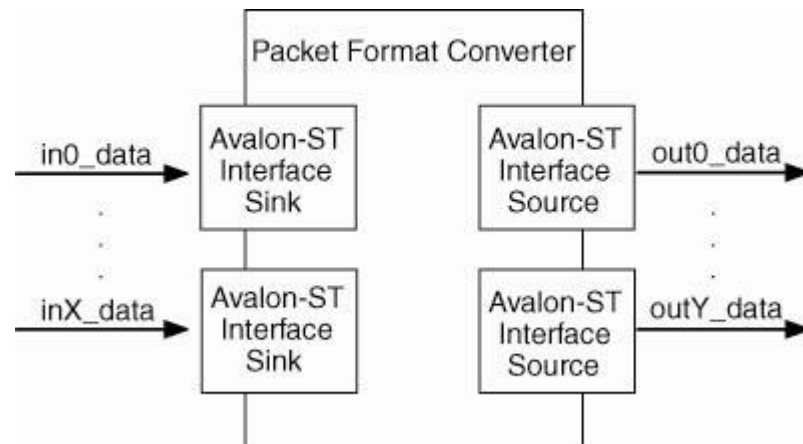 Packet Format Converter
in0_data
Avalon-ST
Interface
Sink
Avalon-ST
Interface
Source
out0_data
inX_data
Avalon-ST
Interface
Sink
Avalon-ST
Interface
Source
outY_data